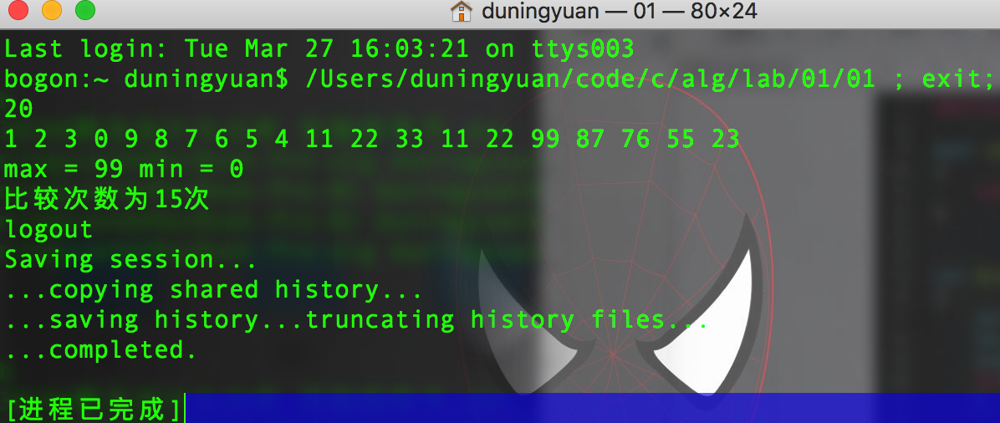 duningyuan — 01 — 80×24
Last login: Tue Mar 27 16:03:21 on ttys003
bogon:~ duningyuan$ /Users/duningyuan/code/c/alg/lab/01/01 ; exit;
20
1 2 3 0 9 8 7 6 5 4 11 22 33 11 22 99 87 76 55 23
max = 99 min = 0
比较次数为15次
logout
Saving session...
...copying shared history...
...saving history...truncating history files...
...completed.
[进程已完成]